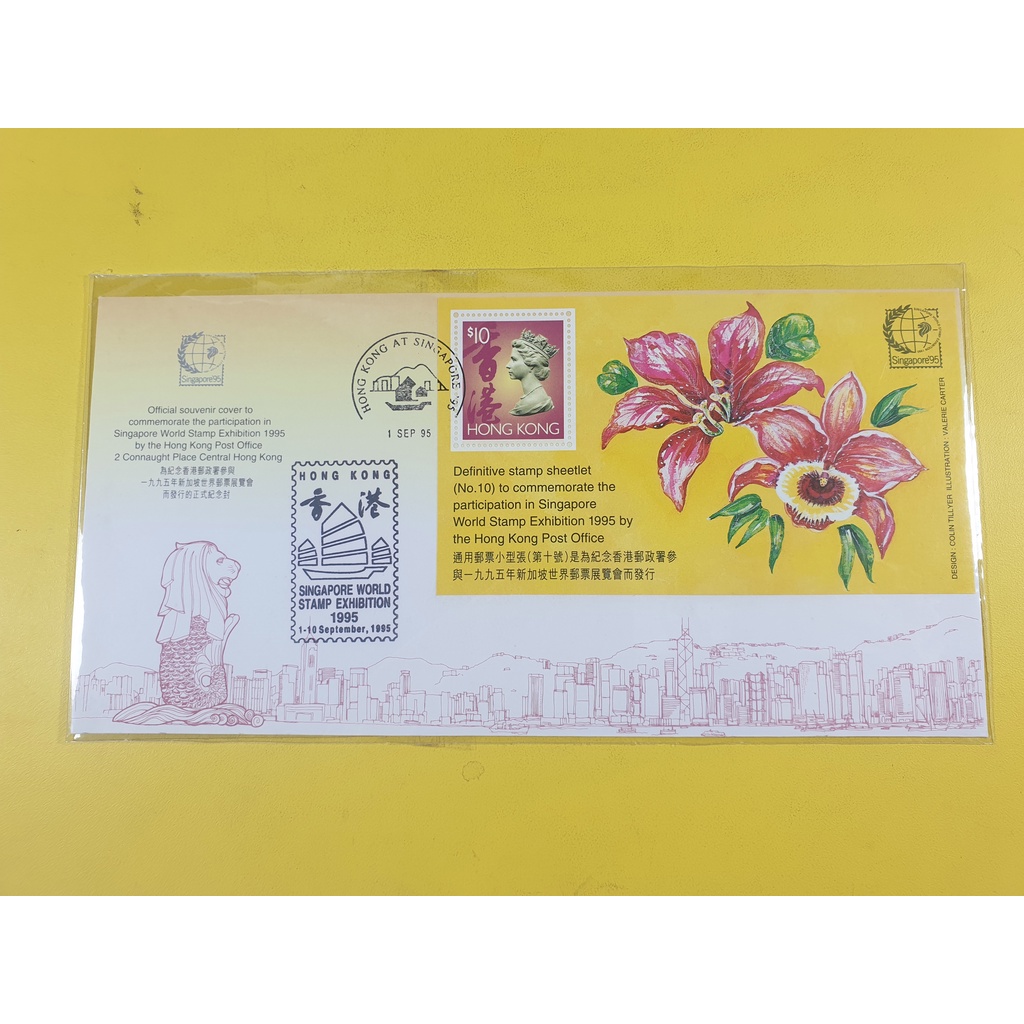 Singapore'95
Official souvenir cover to
commemorate the participation in
Singapore World Stamp Exhibition 1995
by the Hong Kong Post Office
2 Connaught Place Central Hong Kong
為紀念香港郵政署參與
一九九五年新加坡世界郵票展覽會
而發行的正式紀念封
HONG KONG AT SINGAPORE '95
1 SEP 95
HONG KONG
香港
SINGAPORE WORLD
STAMP EXHIBITION
1995
1-10 September, 1995
$10
香港
HONG KONG
Definitive stamp sheetlet
(No.10) to commemorate the
participation in Singapore
World Stamp Exhibition 1995 by
the Hong Kong Post Office
通用郵票小型張(第十號)是為紀念香港郵政署參
與一九九五年新加坡世界郵票展覽會而發行
Singapore'95
DESIGN : COLIN TILLYER ILLUSTRATION : VALERIE CARTER